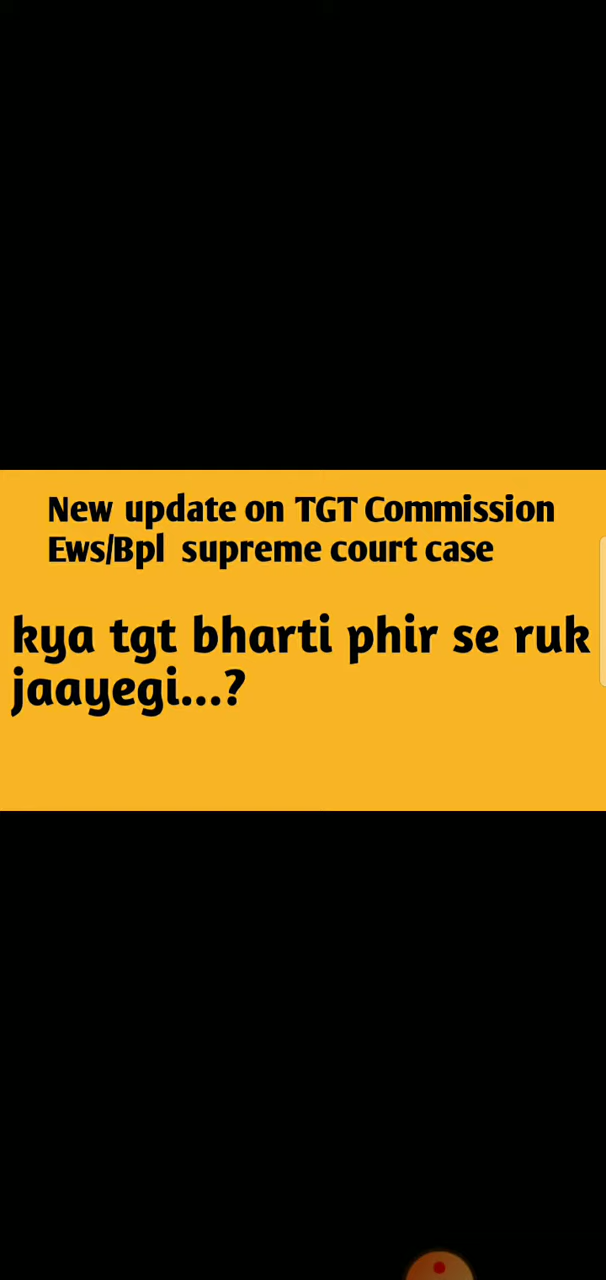 New update on TGT Commission
Ews/Bpl supreme court case
kya tgt bharti phir se ruk
jaayegi...?